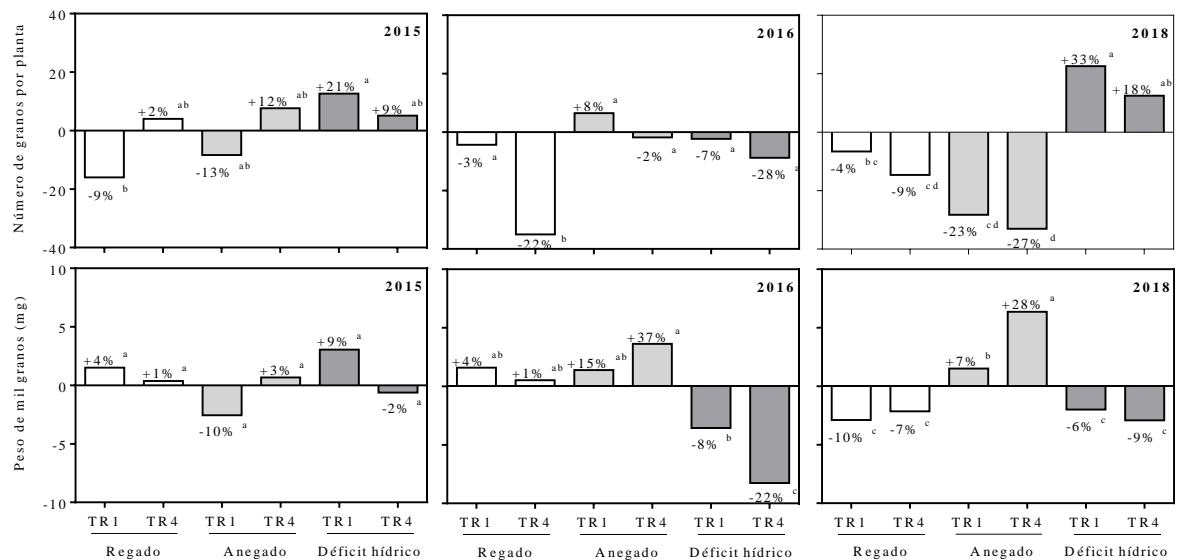 Número de granos por planta
40
20
0
-20
-40
2015
-9% b
+2% ab
-13% ab
+12% ab
+21% a
+9% ab
2016
-3% a
-22% b
+8% a
-2% a
-7% a
-28% a
2018
-4% bc
-9% cd
-23% cd
-27% d
+33% a
+18% ab
Peso de mil granos (mg)
10
5
0
-5
-10
2015
+4% a
+1% a
-10% a
+3% a
+9% a
-2% a
2016
+4% ab
+1% ab
+15% ab
+37% a
-8% b
-22% c
2018
-10% c
-7% c
+7% b
+28% a
-6% c
-9% c
TR1 TR4 TR1 TR4 TR1 TR4
Regado Anegado Déficit hídrico
TR1 TR4 TR1 TR4 TR1 TR4
Regado Anegado Déficit hídrico
TR1 TR4 TR1 TR4 TR1 TR4
Regado Anegado Déficit hídrico